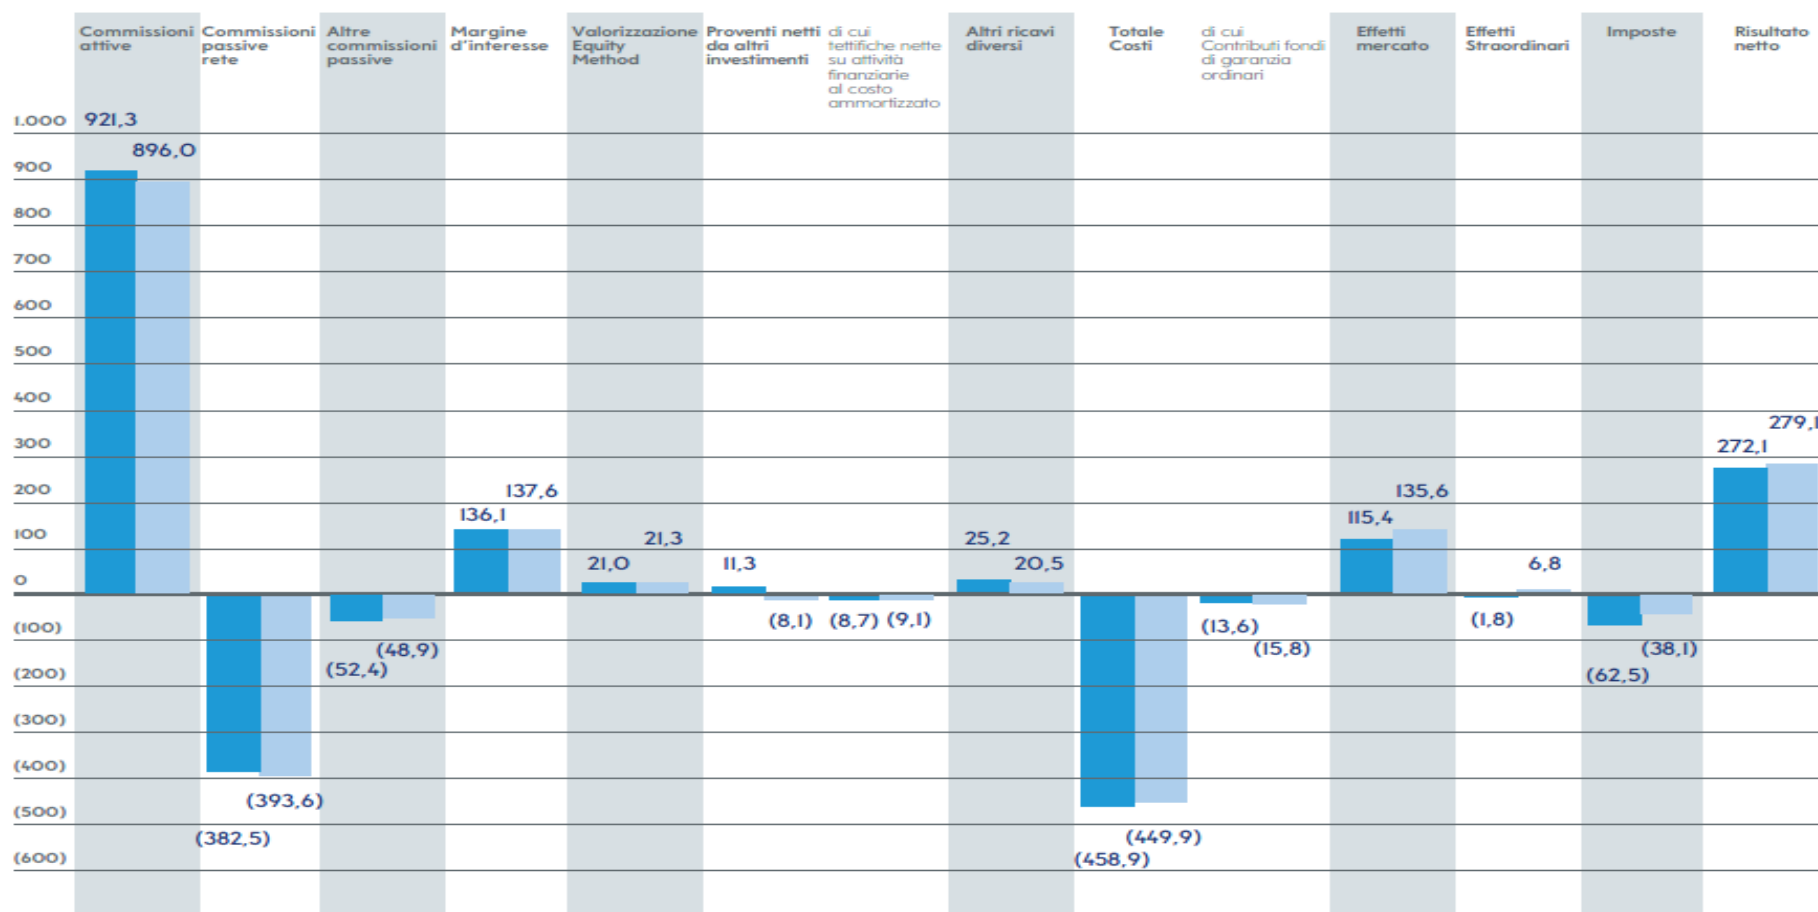 Commissioni
attive
Commissioni
passive
rete
Altre
commissioni
passive
Margine
d'interesse
Valorizzazione
Equity
Method
Proventi netti
da altri
investimenti
di cui
tettifiche nette
su attività
finanziarie
al costo
ammortizzato
Altri ricavi
diversi
Totale
Costi
di cui
Contributi fondi
di garanzia
ordinari
Effetti
mercato
Effetti
Straordinari
Imposte
Risultato
netto
1.000
900
800
700
600
500
400
300
200
100
0
(100)
(200)
(300)
(400)
(500)
(600)
921,3
896,0
(382,5)
(393,6)
(52,4)
(48,9)
136,1
137,6
21,0
21,3
11,3
(8,1)
(8,7)
(9,1)
25,2
20,5
(458,9)
(449,9)
(13,6)
(15,8)
115,4
135,6
(1,8)
6,8
(62,5)
(38,1)
272,1
279,1